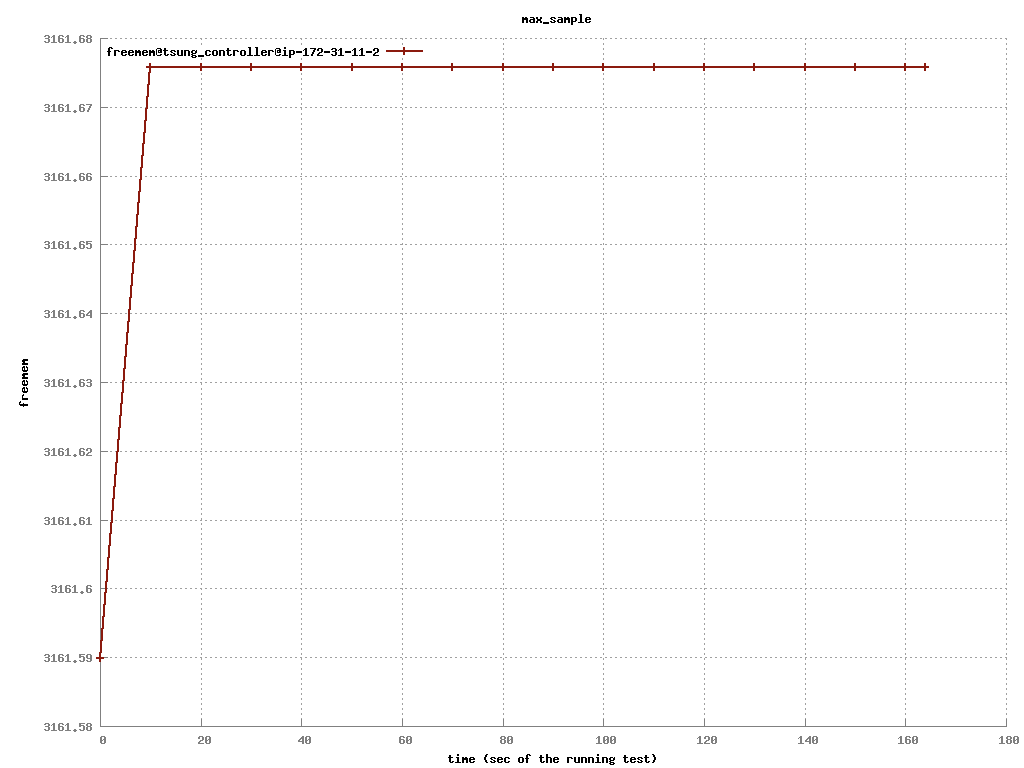 max_sample
3161.68
freemem@tsung_controller@ip-172-31-11-2
3161.67
3161.66
3161.65
3161.64
3161.63
3161.62
3161.61
3161.6
3161.59
3161.58
freemem
0 20 40 60 80 100 120 140 160 180
time (sec of the running test)